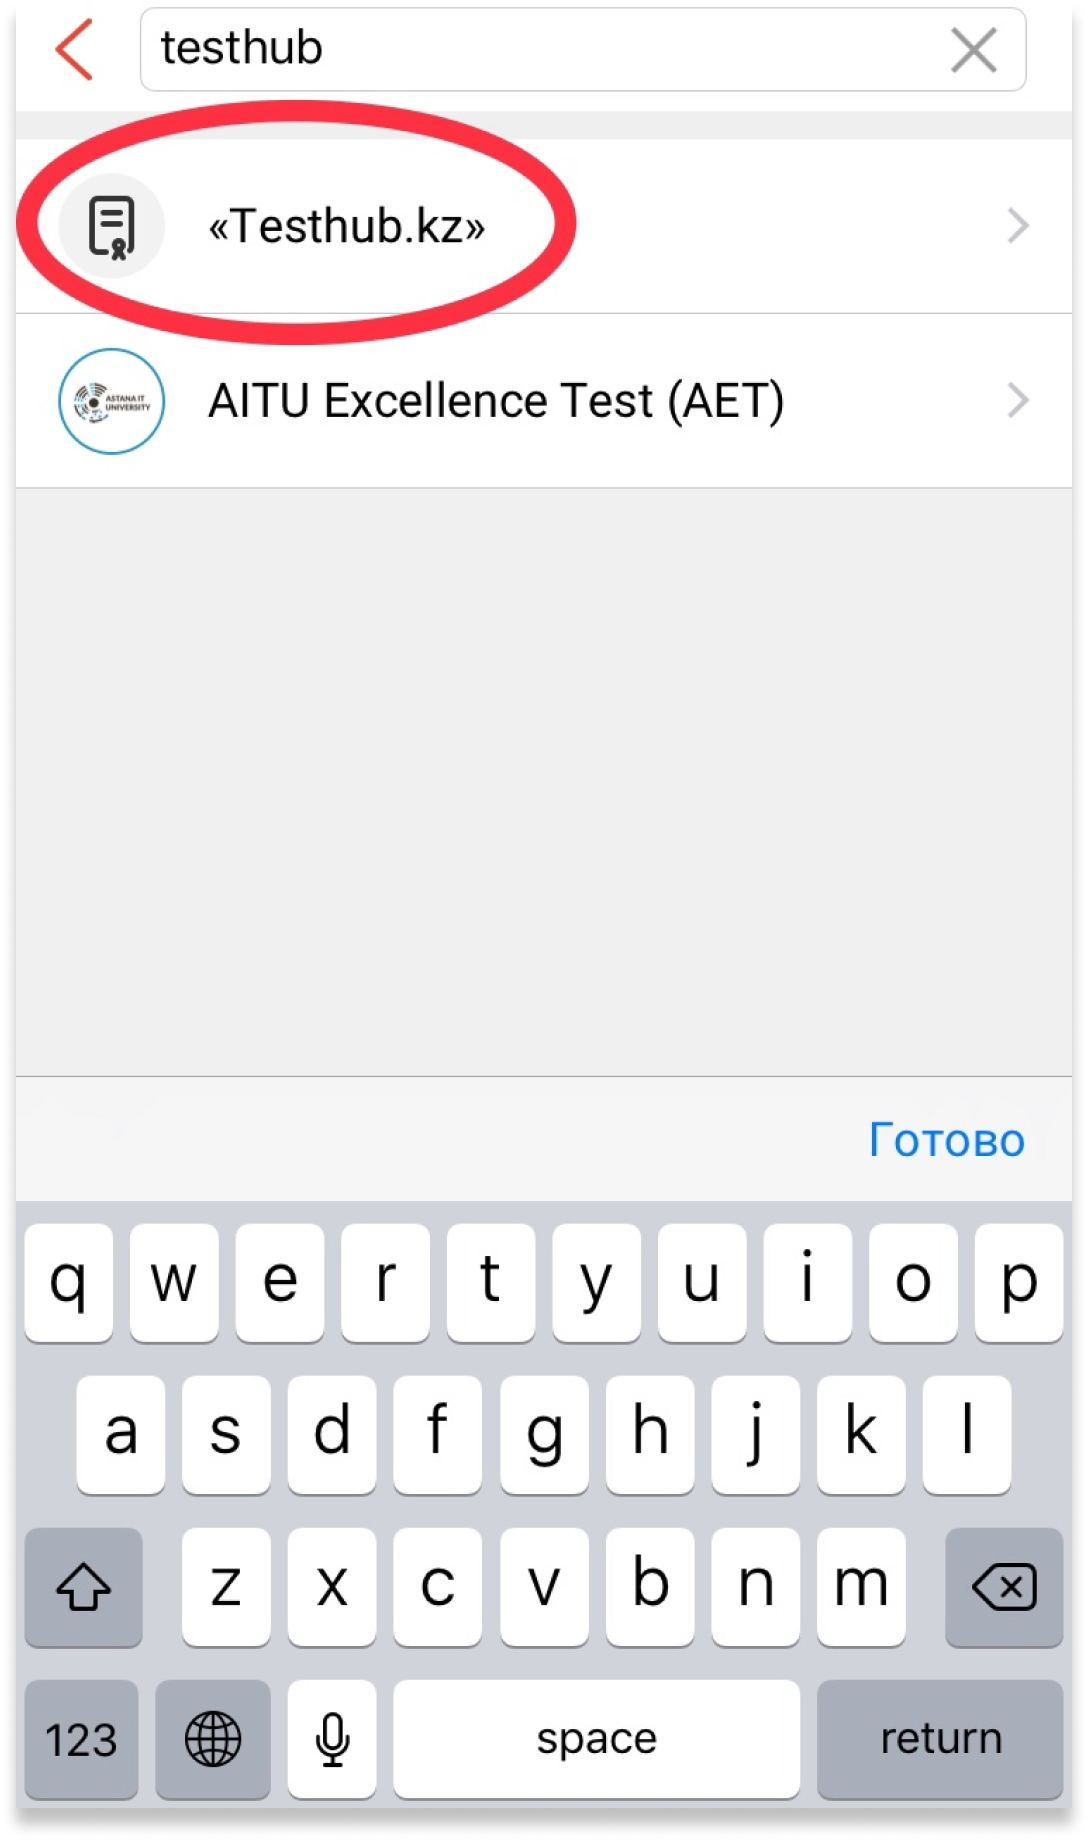 testhub
«Testhub.kz»
ASTANA IT
UNIVERSITY
AITU Excellence Test (AET)
Готово
q w e r t y u i o p
a s d f g h j k l
z x c v b n m
123 space return